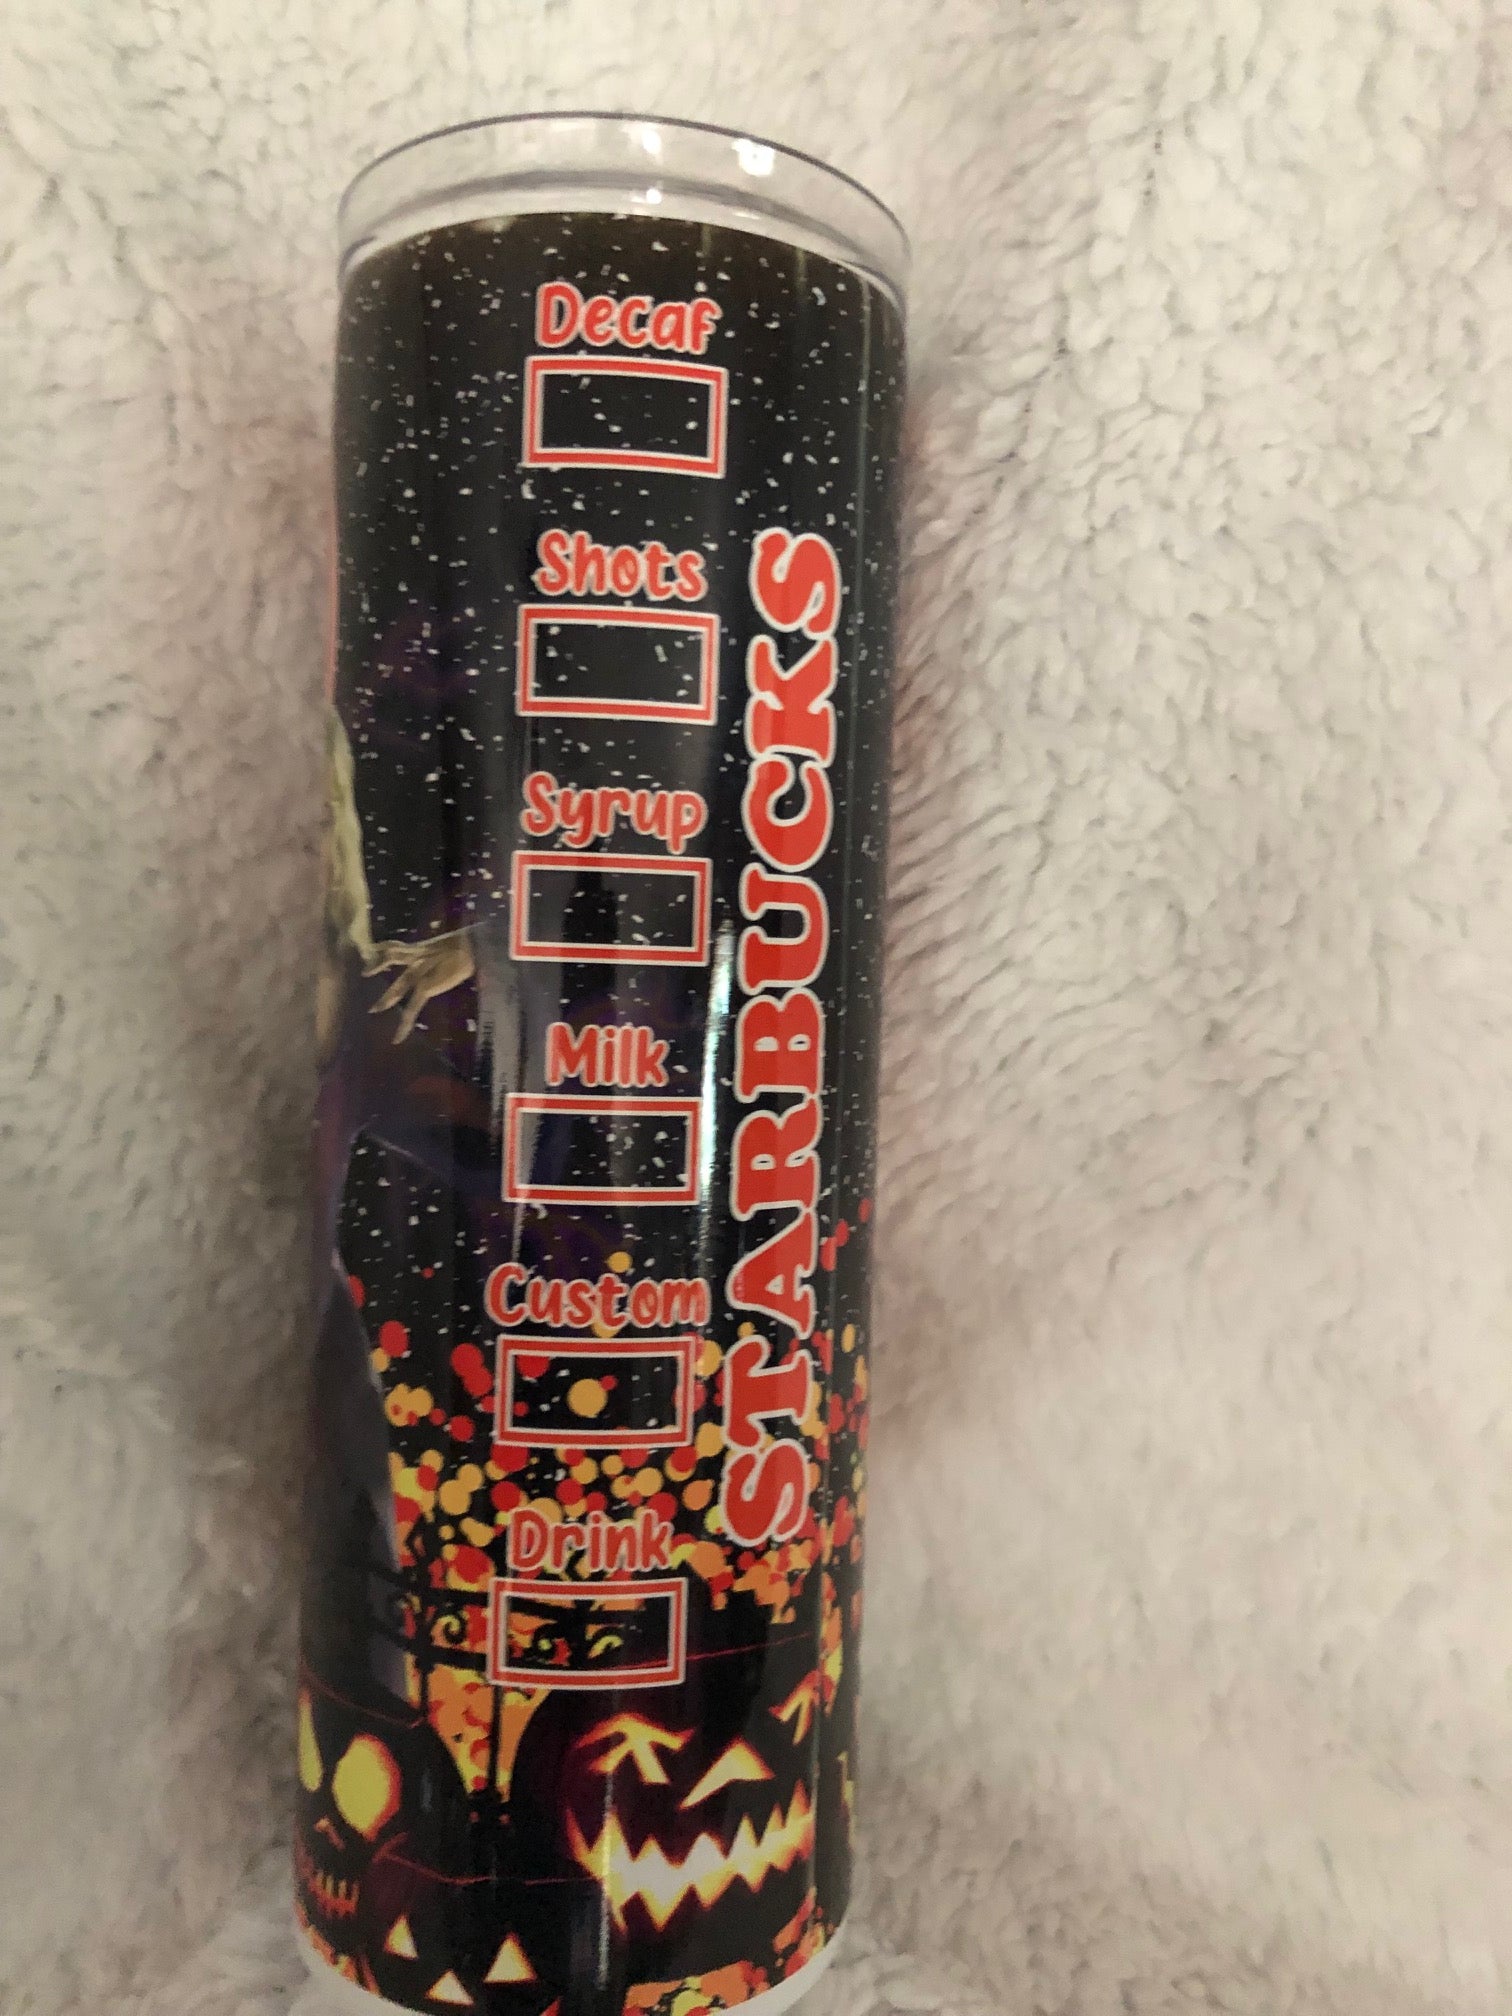 Decaf
Shots
Syrup
Milk
Custom
Drink
STARBUCKS